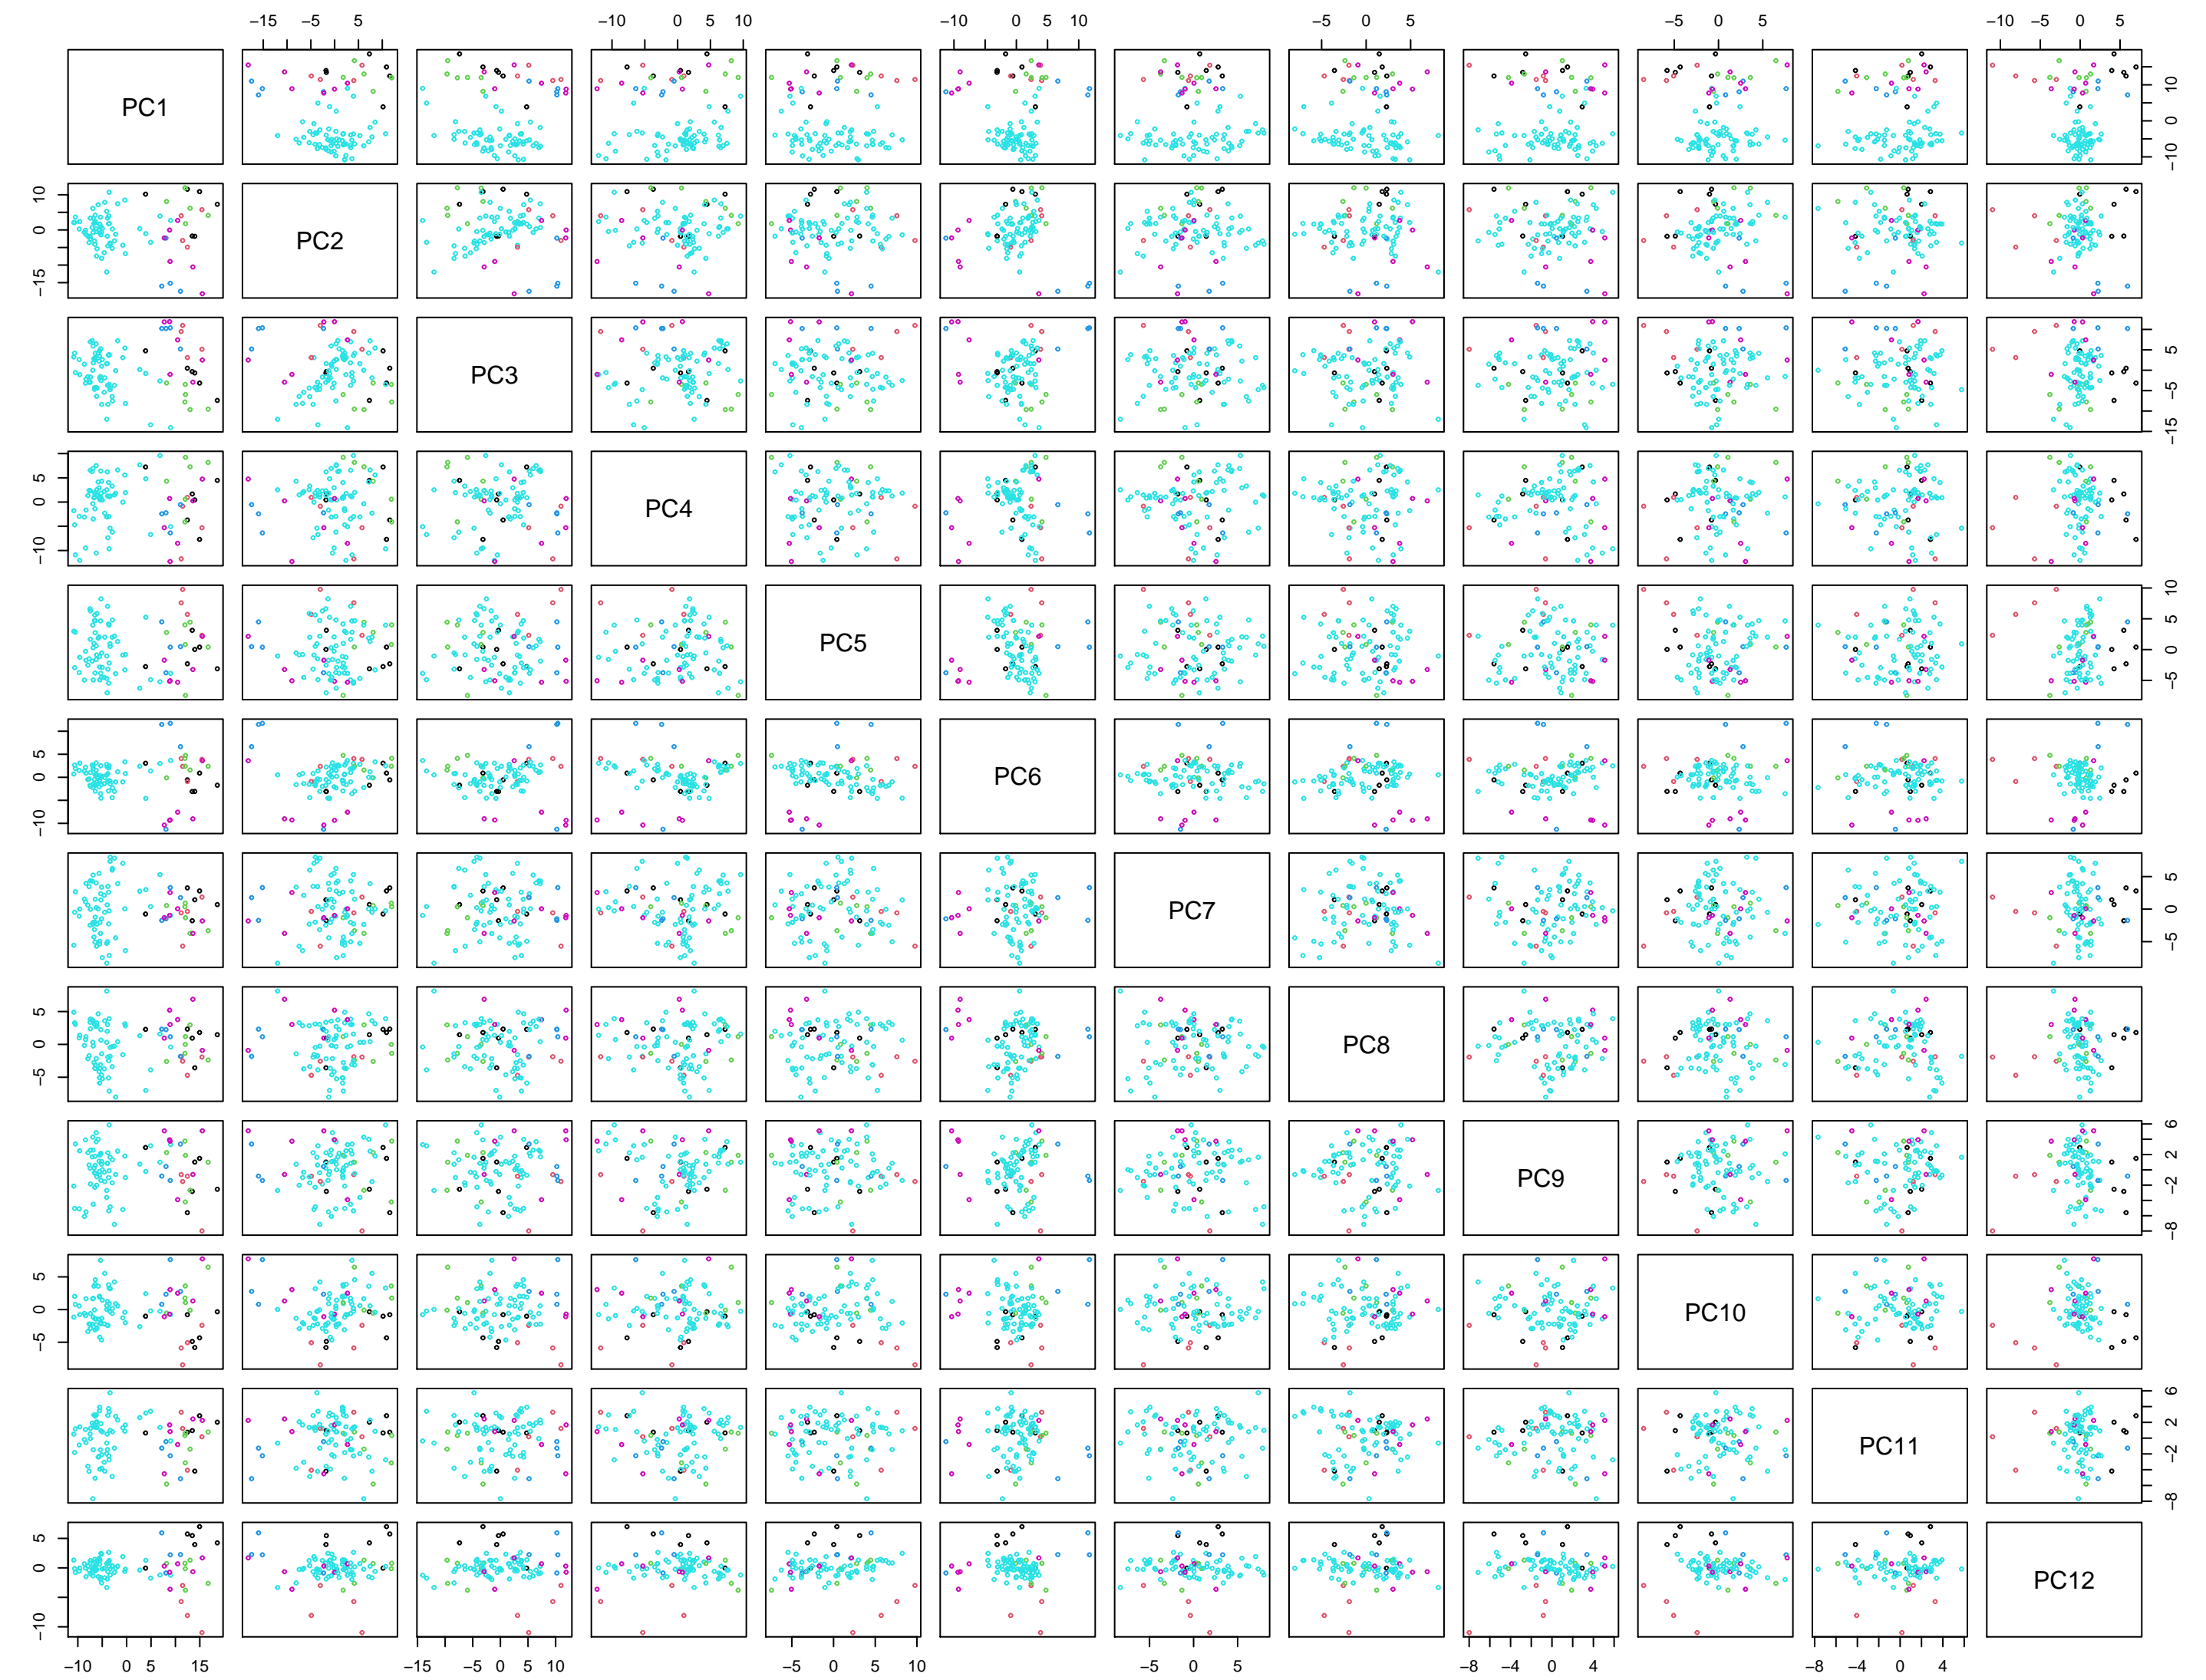 −15 −5 5 −10 0 5 10 −10 0 5 10 −5 0 5 −5 0 5 −10 0 5
PC1 −10 0 10
−15 0 10 PC2
PC3 −15 −5 5
−10 0 5 PC4
PC5 −5 0 5 10
−10 0 5 PC6
PC7 −5 0 5
−5 0 5 PC8
PC9 −8 −2 2 6
−5 0 5 PC10
PC11 −8 −2 2 6
−10 0 5 PC12
−10 0 5 15 −15 −5 0 5 10 −5 0 5 10 −5 0 5 −8 −4 0 4 −8 −4 0 4